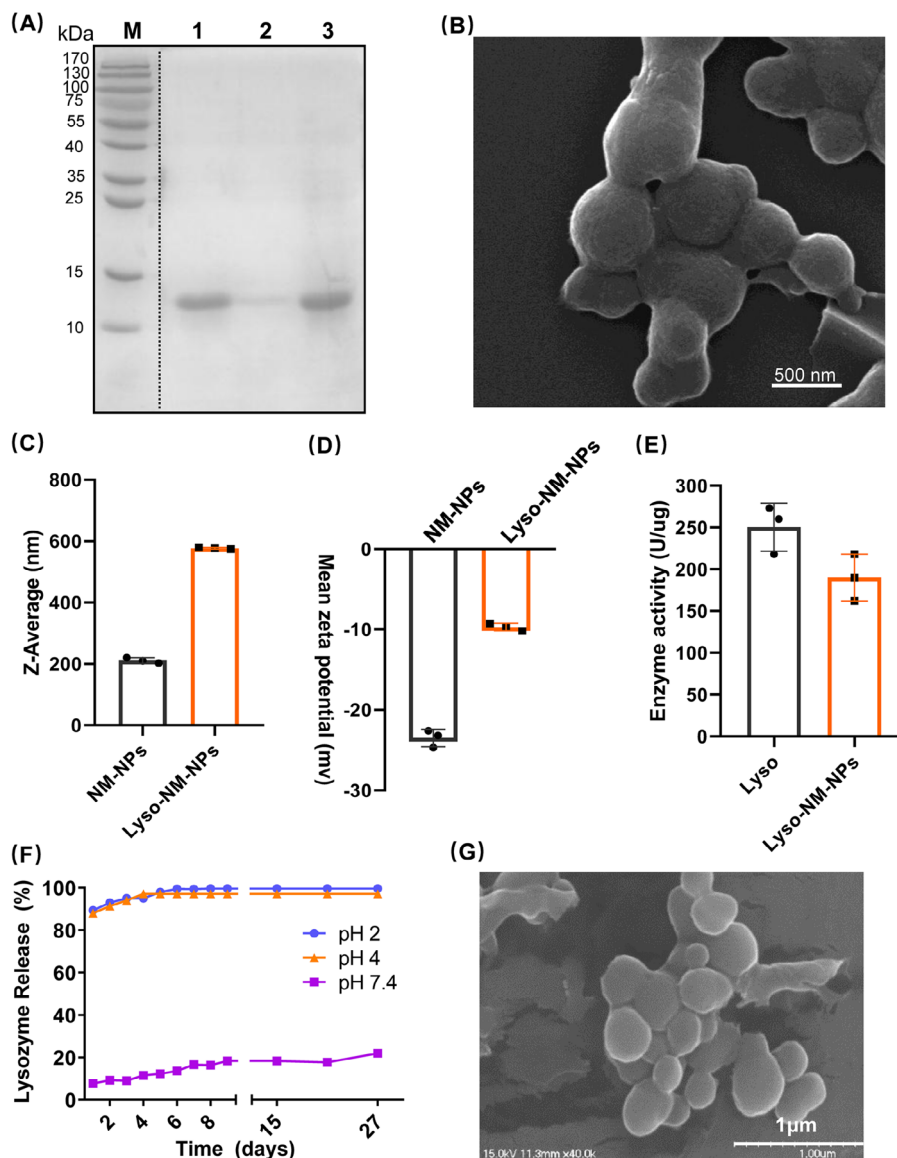 (A)
kDa M 1 2 3
170
130
100
75
55
40
35
25
15
10
(B)
500 nm
(C)
Z-Average (nm)
800
600
400
200
0
NM-NPs
Lyso-NM-NPs
(D)
NM-NPs
Lyso-NM-NPs
Mean zeta potential (mv)
0
-10
-20
-30
(E)
Enzyme activity (U/ug)
300
250
200
150
100
50
0
Lyso
Lyso-NM-NPs
(F)
Lysozyme Release (%)
100
80
60
40
20
0
pH 2
pH 4
pH 7.4
2 4 6 8 15 27
Time (days)
(G)
1μm
15.0kV 11.3mm x40.0k 1.00um